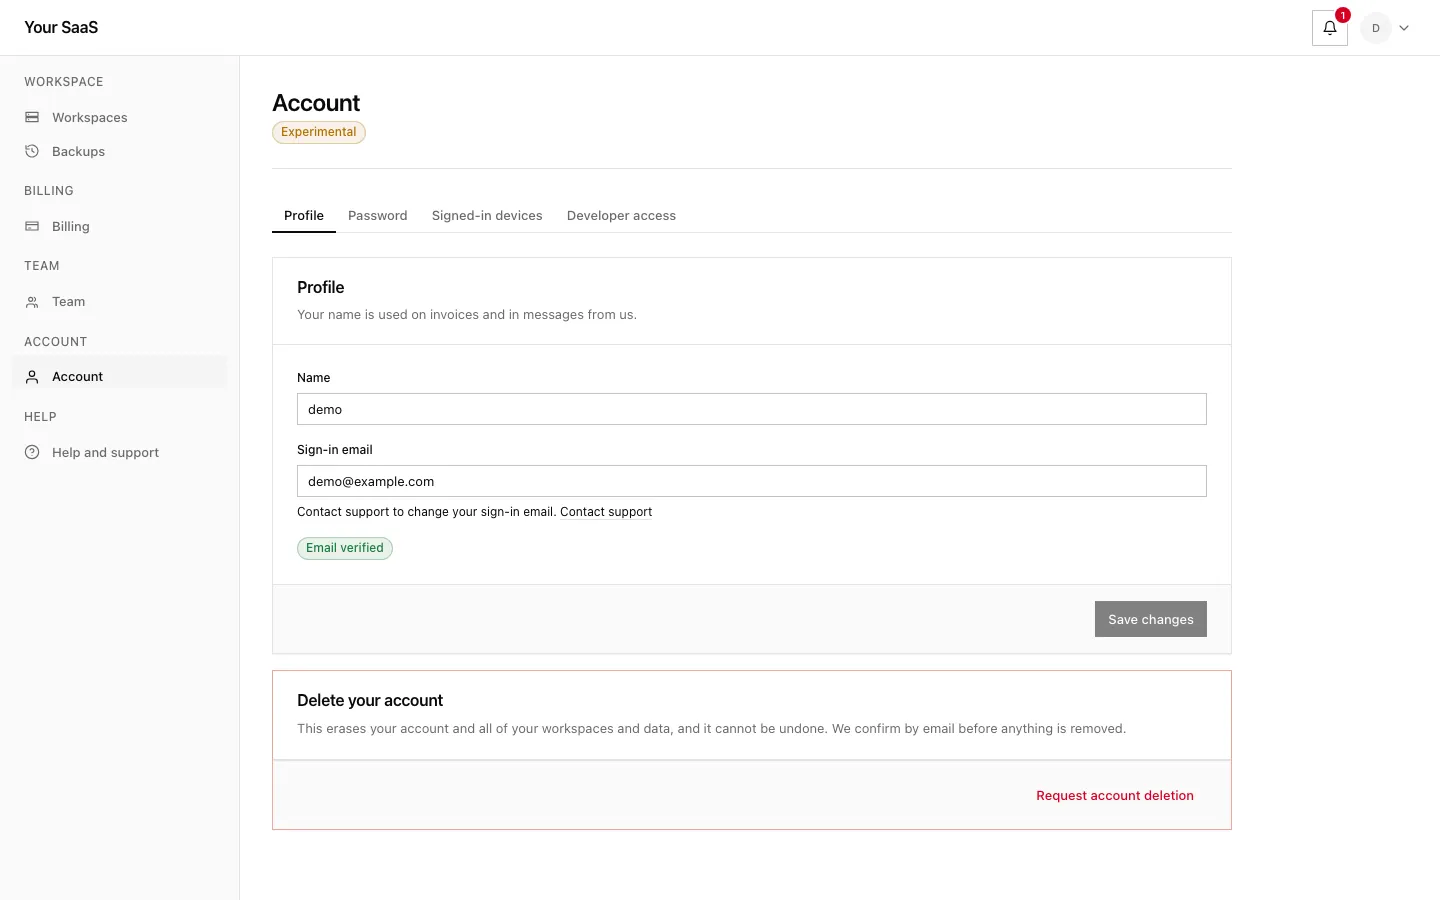 Your SaaS
1
D
WORKSPACE
Workspaces
Backups
BILLING
Billing
TEAM
Team
ACCOUNT
Account
HELP
Help and support
Account
Experimental
Profile
Password
Signed-in devices
Developer access
Profile
Your name is used on invoices and in messages from us.
Name
demo
Sign-in email
demo@example.com
Contact support to change your sign-in email. Contact support
Email verified
Save changes
Delete your account
This erases your account and all of your workspaces and data, and it cannot be undone. We confirm by email before anything is removed.
Request account deletion